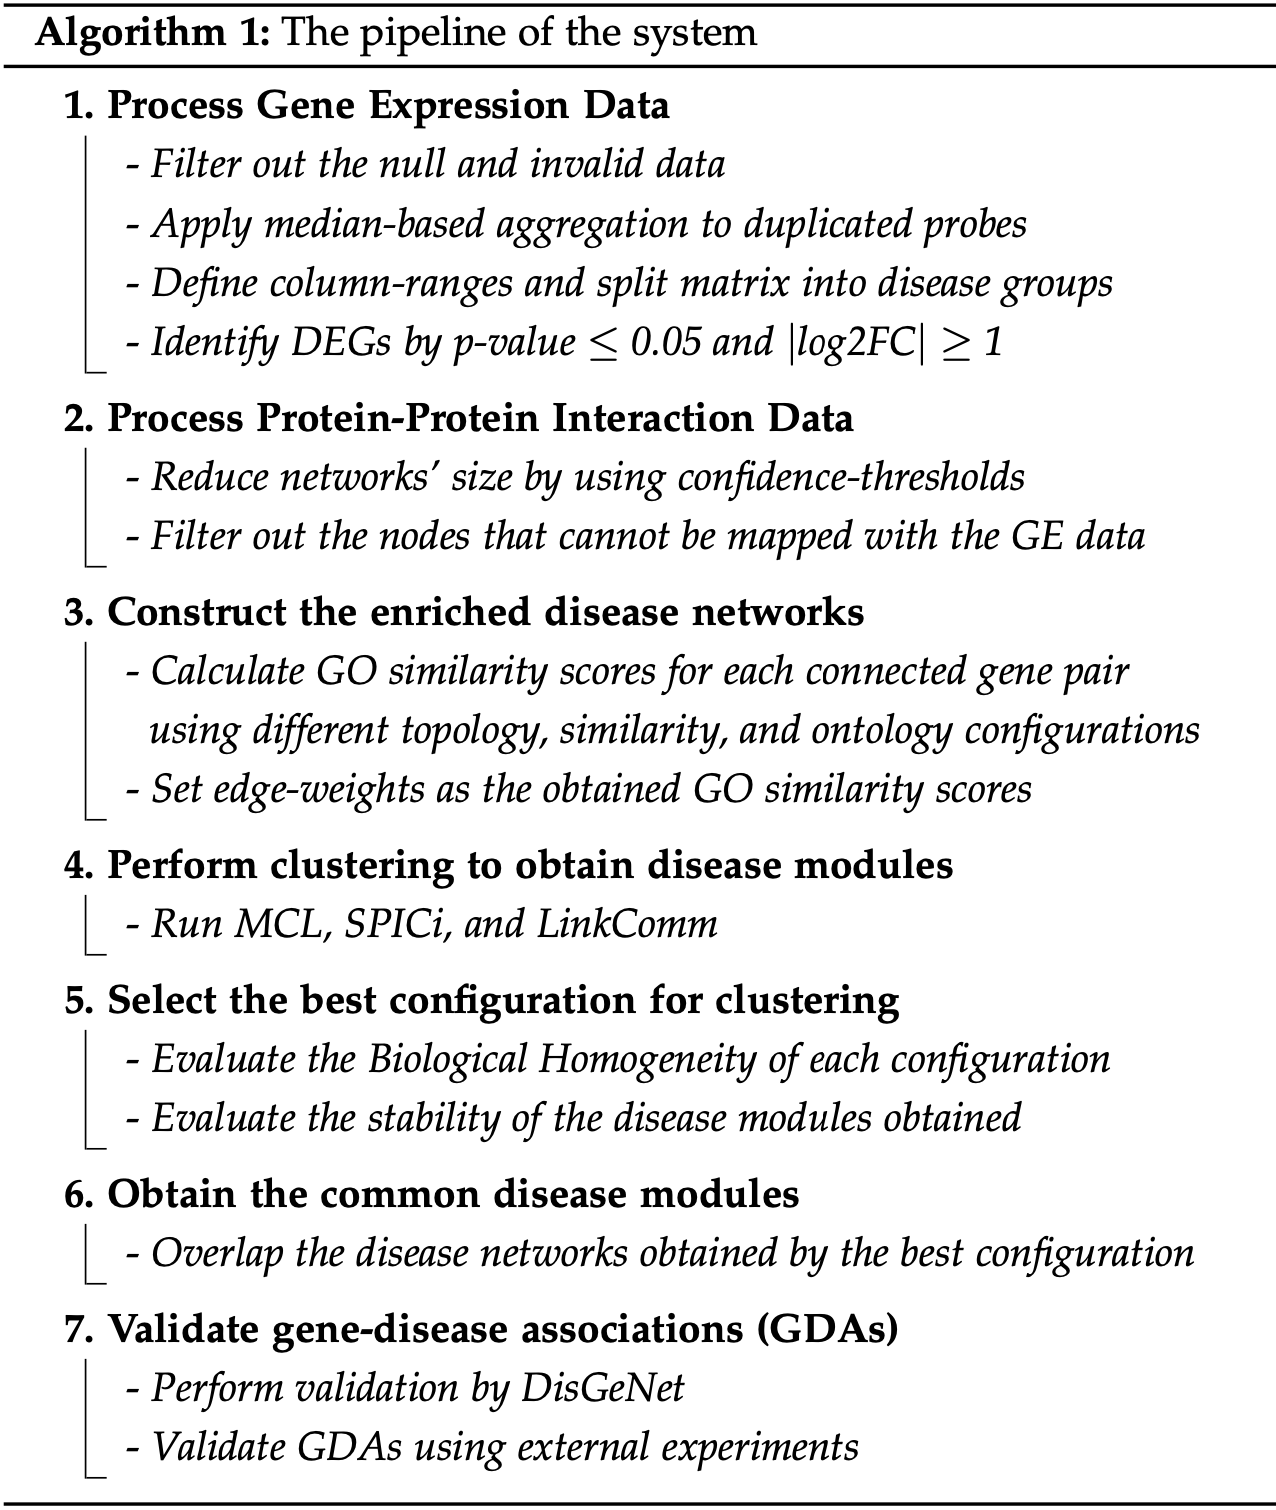 Algorithm 1: The pipeline of the system
1. Process Gene Expression Data
- Filter out the null and invalid data
- Apply median-based aggregation to duplicated probes
- Define column-ranges and split matrix into disease groups
- Identify DEGs by p-value ≤ 0.05 and |log2FC| ≥ 1
2. Process Protein-Protein Interaction Data
- Reduce networks’ size by using confidence-thresholds
- Filter out the nodes that cannot be mapped with the GE data
3. Construct the enriched disease networks
- Calculate GO similarity scores for each connected gene pair
using different topology, similarity, and ontology configurations
- Set edge-weights as the obtained GO similarity scores
4. Perform clustering to obtain disease modules
- Run MCL, SPICi, and LinkComm
5. Select the best configuration for clustering
- Evaluate the Biological Homogeneity of each configuration
- Evaluate the stability of the disease modules obtained
6. Obtain the common disease modules
- Overlap the disease networks obtained by the best configuration
7. Validate gene-disease associations (GDAs)
- Perform validation by DisGeNet
- Validate GDAs using external experiments